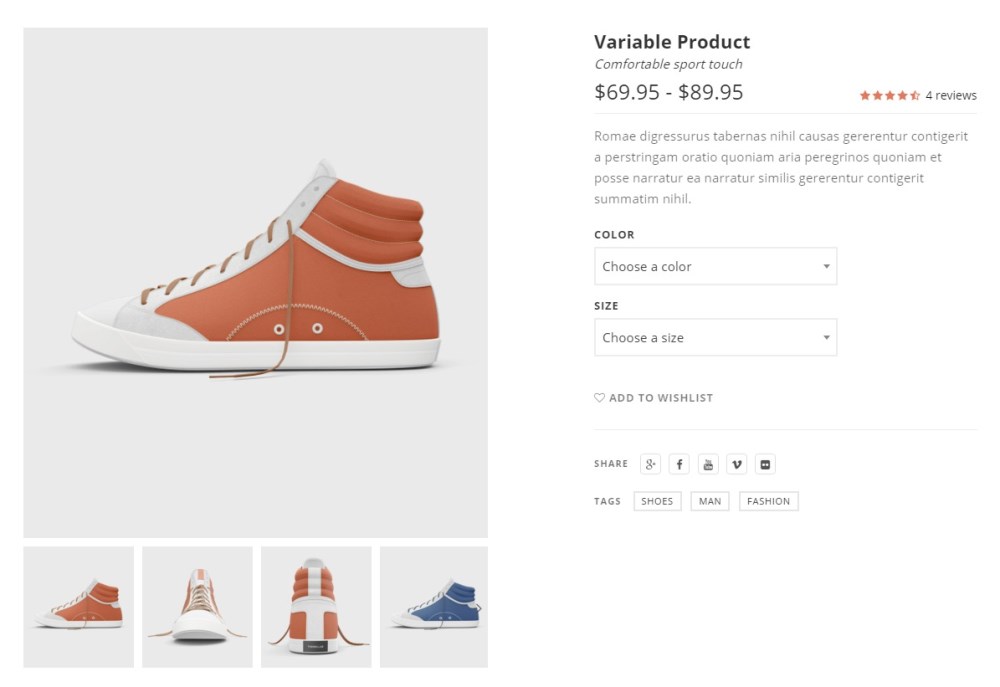 Variable Product
Comfortable sport touch
$69.95 - $89.95
4 reviews
Romae digressurus tabernas nihil causas gererentur contigerit
a perstringam oratio quoniam aria peregrinos quoniam et
posse narratur ea narratur similis gererentur contigerit
summatim nihil.
COLOR
Choose a color
SIZE
Choose a size
ADD TO WISHLIST
SHARE
TAGS SHOES MAN FASHION